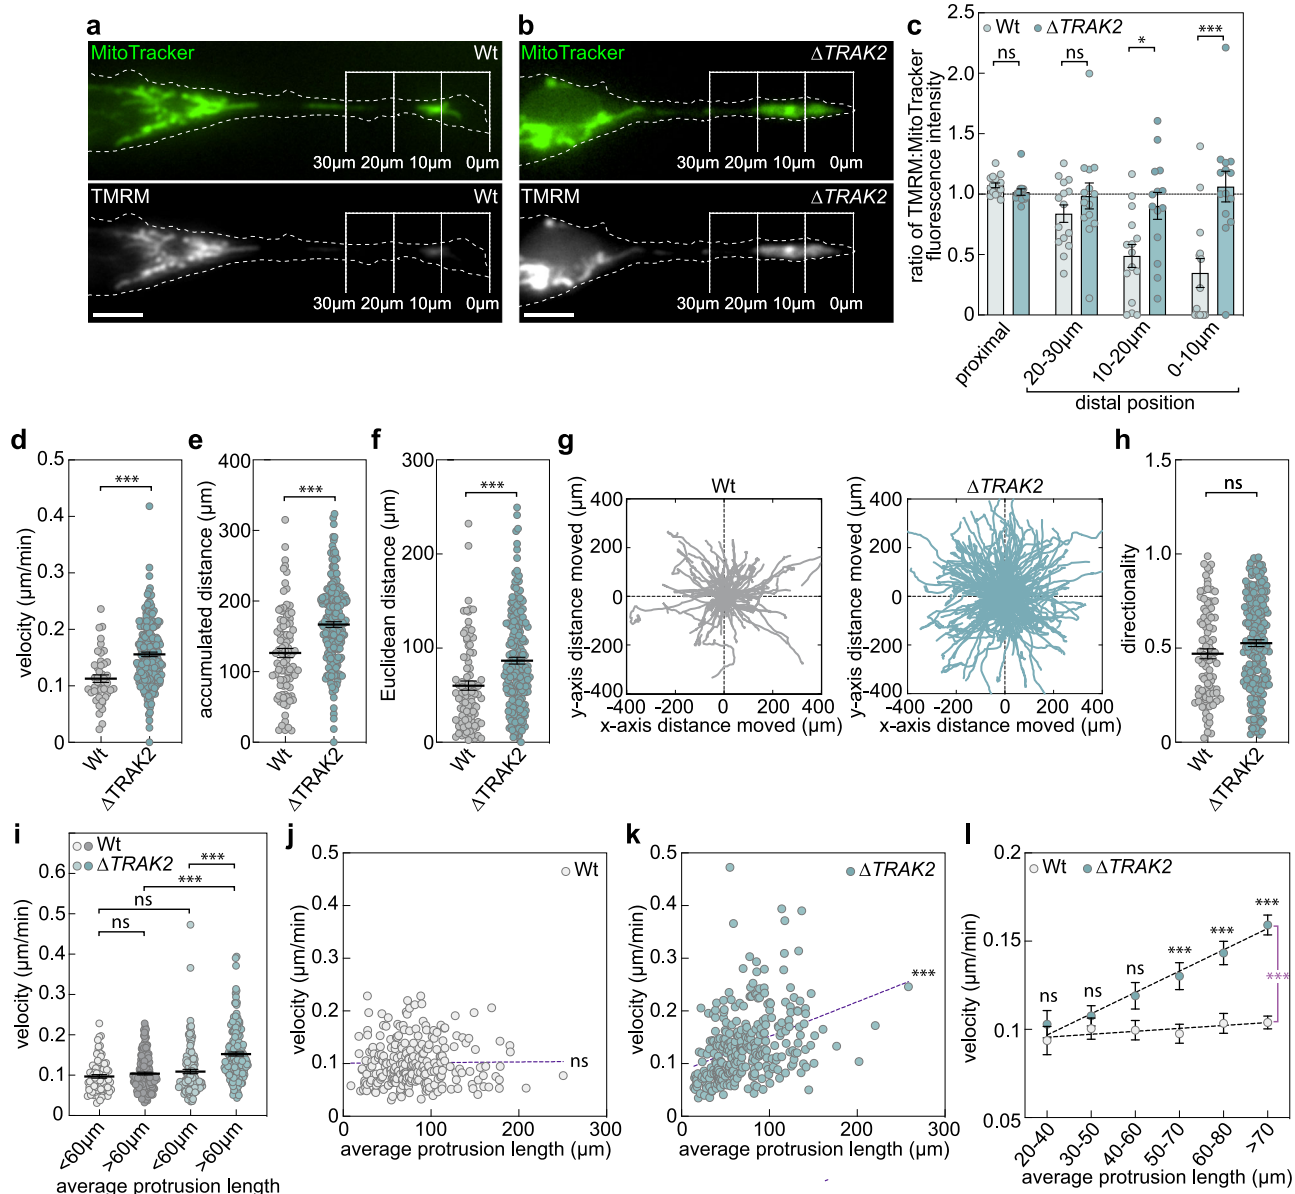 a
MitoTracker Wt
30µm 20µm 10µm 0µm
TMRM Wt
30µm 20µm 10µm 0µm
b
MitoTracker ΔTRAK2
30µm 20µm 10µm 0µm
TMRM ΔTRAK2
30µm 20µm 10µm 0µm
c
Wt ΔTRAK2
ratio of TMRM:MitoTracker
fluorescence intensity
2.5
2.0
1.5
1.0
0.5
0
ns ns * ***
proximal 20-30µm 10-20µm 0-10µm
distal position
d
velocity (µm/min)
0.5
0.4
0.3
0.2
0.1
0
***
Wt ΔTRAK2
e
accumulated distance (µm)
400
300
200
100
0
***
Wt ΔTRAK2
f
Euclidean distance (µm)
300
200
100
0
***
Wt ΔTRAK2
g
Wt
y-axis distance moved (µm)
400
200
0
-200
-400
-400 -200 0 200 400
x-axis distance moved (µm)
ΔTRAK2
y-axis distance moved (µm)
400
200
0
-200
-400
-400 -200 0 200 400
h
directionality
1.5
1.0
0.5
0
ns
Wt ΔTRAK2
i
Wt
ΔTRAK2
velocity (µm/min)
0.6
0.5
0.4
0.3
0.2
0.1
0
***
***
ns
ns
<60µm >60µm <60µm >60µm
average protrusion length
j
Wt
velocity (µm/min)
0.5
0.4
0.3
0.2
0.1
0
ns
0 100 200 300
average protrusion length (µm)
k
ΔTRAK2
velocity (µm/min)
0.5
0.4
0.3
0.2
0.1
0
***
0 100 200 300
average protrusion length (µm)
l
Wt ΔTRAK2
velocity (µm/min)
0.2
0.15
0.1
0.05
ns ns ns *** *** ***
***
20-40 30-50 40-60 50-70 60-80 >70
average protrusion length (µm)